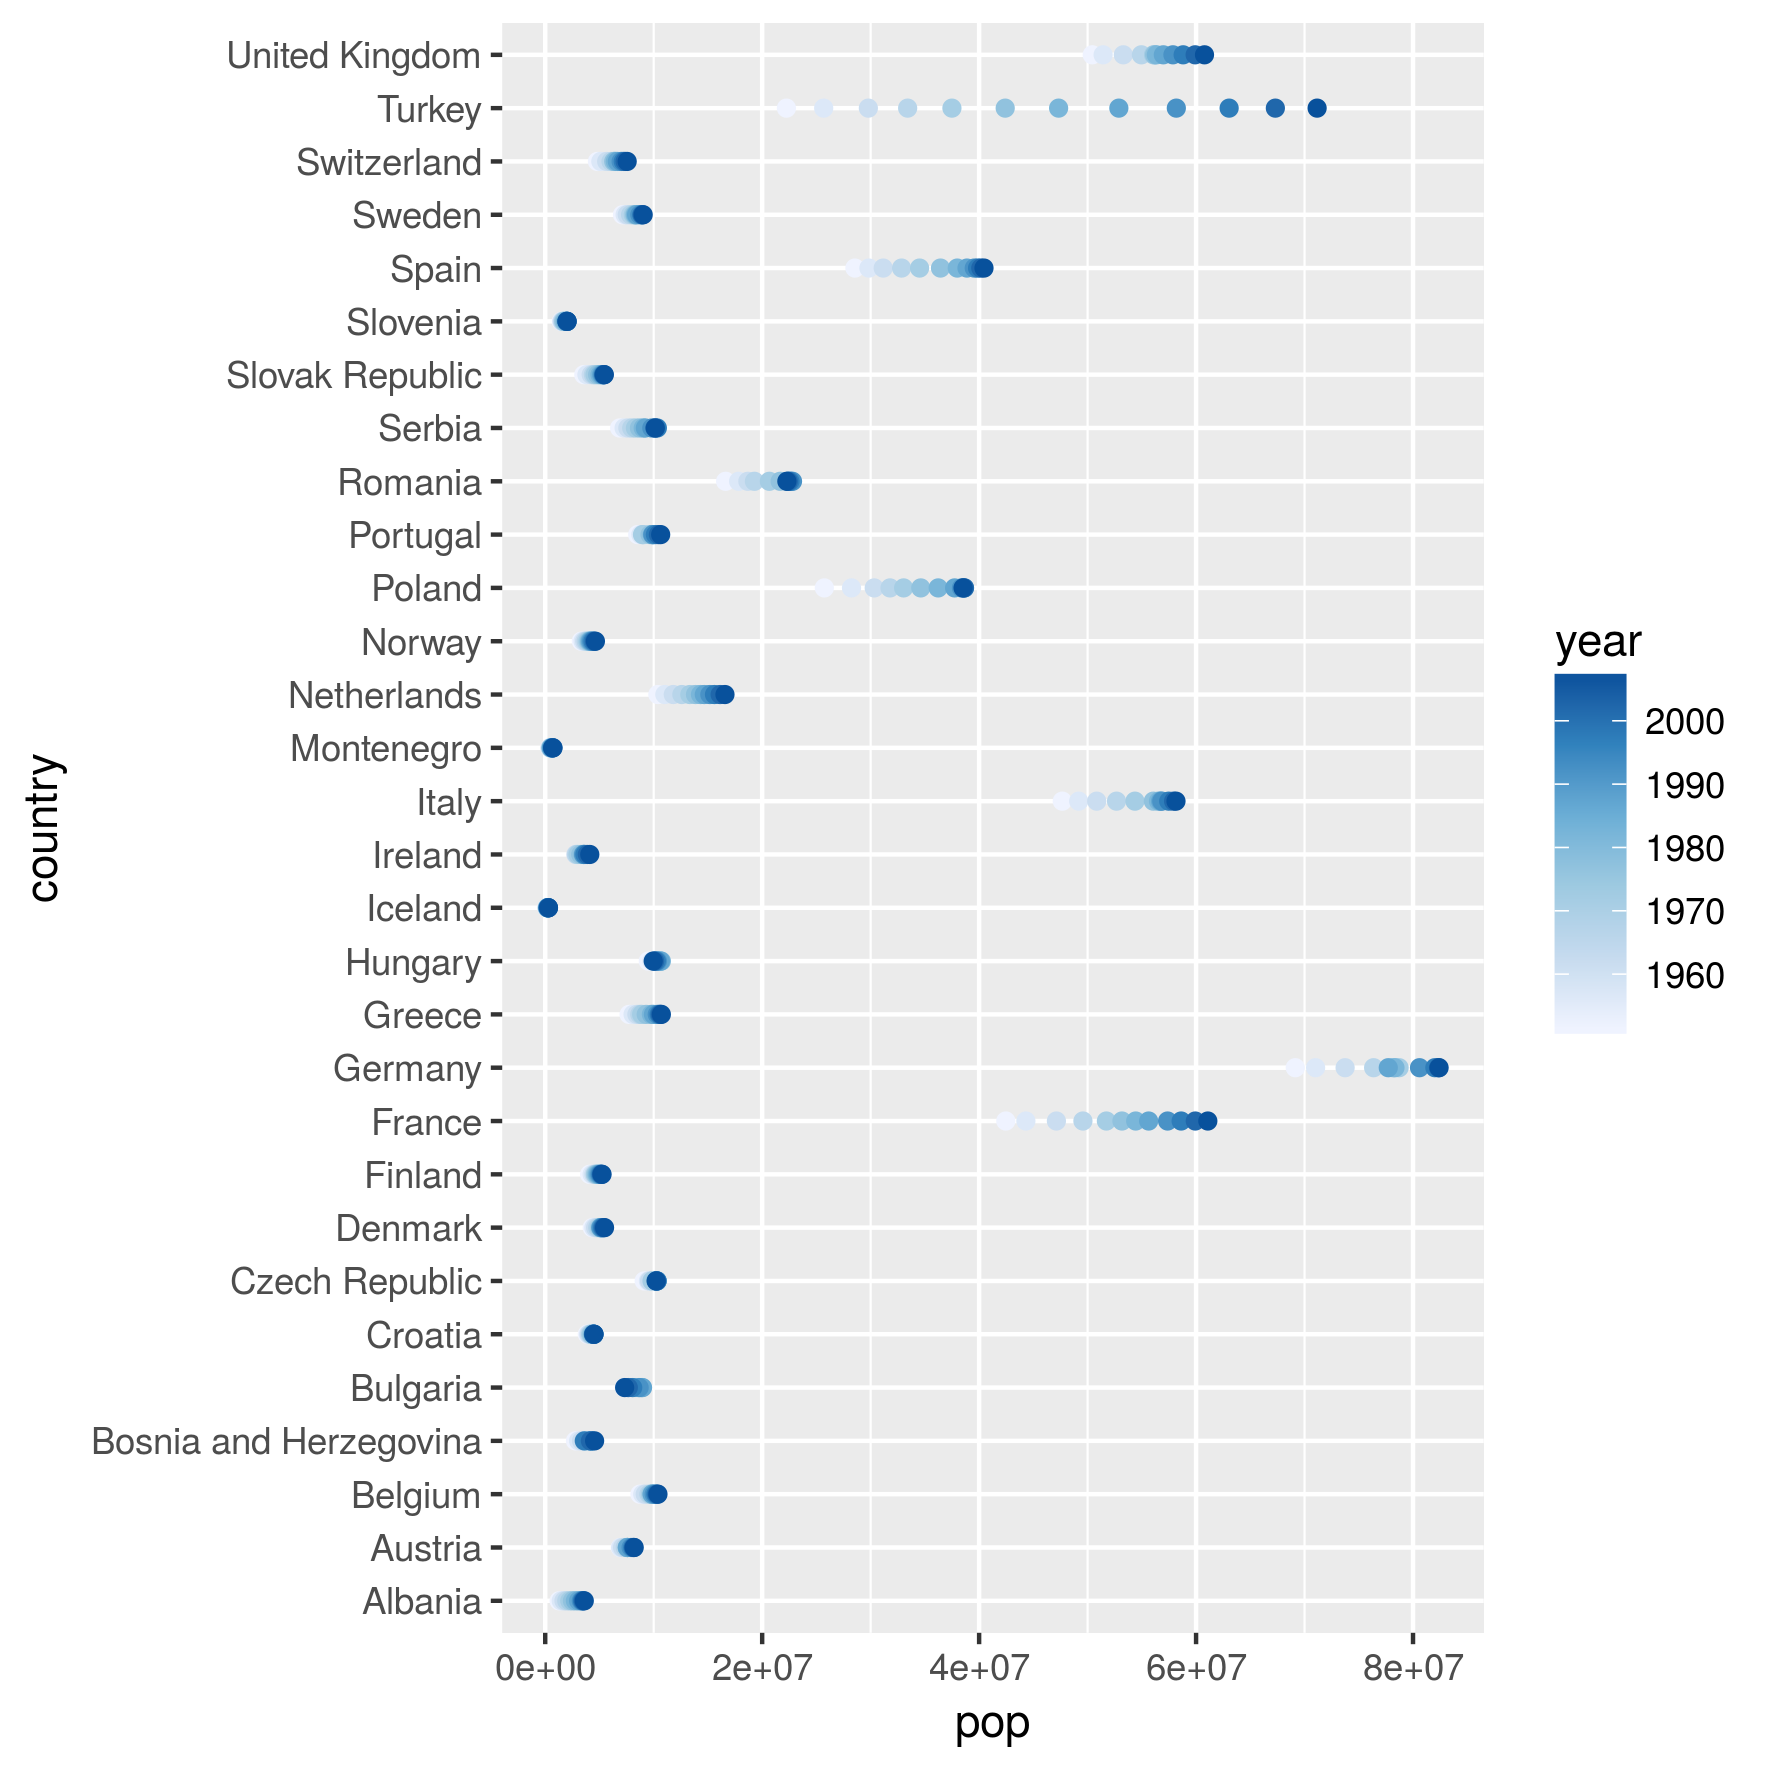 United Kingdom
Turkey
Switzerland
Sweden
Spain
Slovenia
Slovak Republic
Serbia
Romania
Portugal
Poland
Norway
Netherlands
Montenegro
Italy
Ireland
Iceland
Hungary
Greece
Germany
France
Finland
Denmark
Czech Republic
Croatia
Bulgaria
Bosnia and Herzegovina
Belgium
Austria
Albania
country
0e+00 2e+07 4e+07 6e+07 8e+07
pop
year
2000
1990
1980
1970
1960